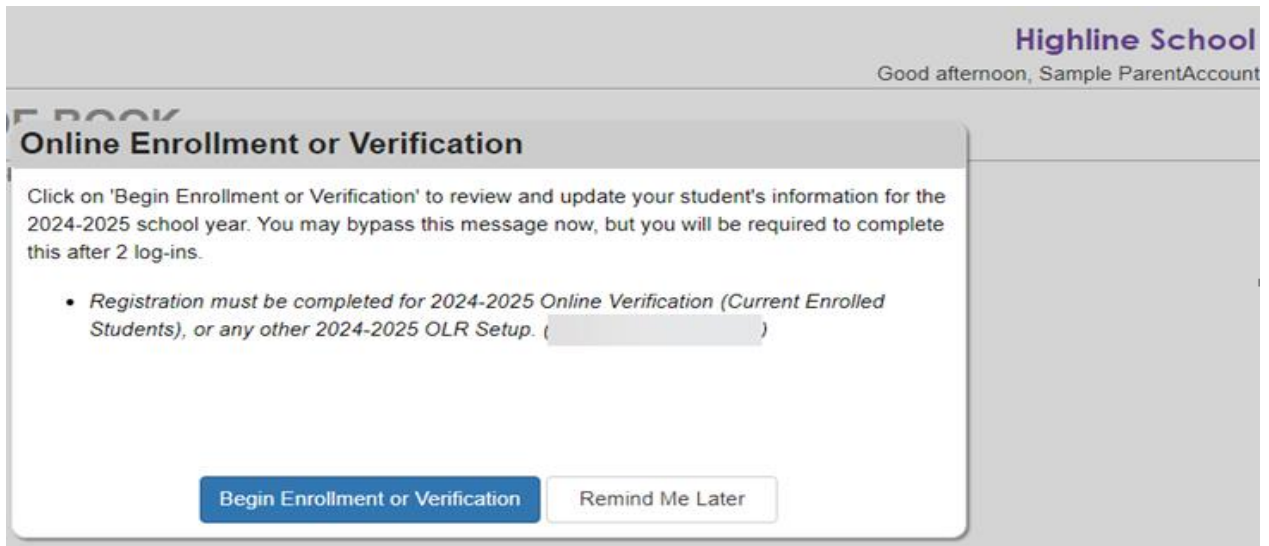 Highline School
Good afternoon, Sample ParentAccount
BOOK
Online Enrollment or Verification
Click on 'Begin Enrollment or Verification' to review and update your student's information for the
2024-2025 school year. You may bypass this message now, but you will be required to complete
this after 2 log-ins.
• Registration must be completed for 2024-2025 Online Verification (Current Enrolled
Students), or any other 2024-2025 OLR Setup. ( )
Begin Enrollment or Verification Remind Me Later